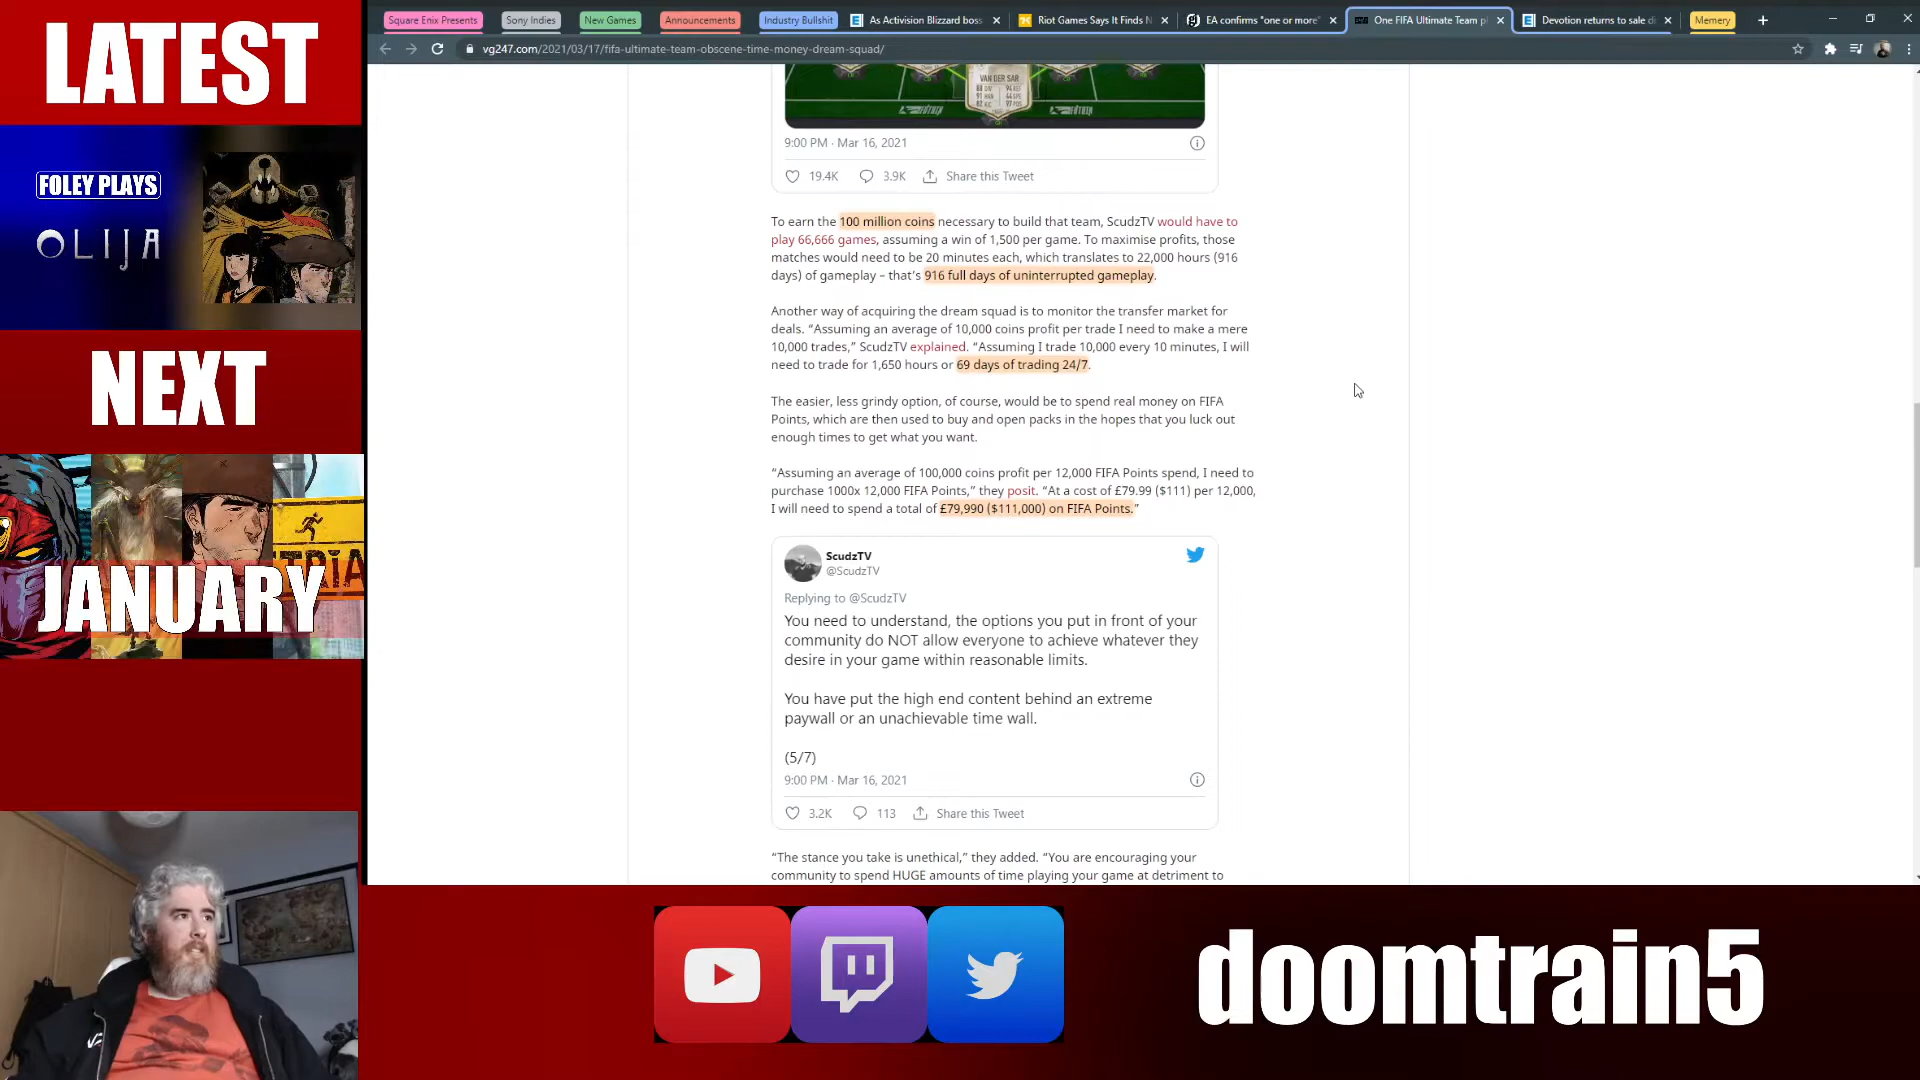 LATEST
FOLEY PLAYS
OLIJA
NEXT
JANUARY
Square Enix Presents
Sony Indies
New Games
Announcements
Industry Bullshit
As Activision Blizzard boss
Riot Games Says It Finds N
EA confirms "one or more"
One FIFA Ultimate Team pl
Devotion returns to sale di
Memery
vg247.com/2021/03/17/fifa-ultimate-team-obscene-time-money-dream-squad/
VAN DER SAR
9:00 PM · Mar 16, 2021
19.4K 3.9K Share this Tweet
To earn the 100 million coins necessary to build that team, ScudzTV would have to
play 66,666 games, assuming a win of 1,500 per game. To maximise profits, those
matches would need to be 20 minutes each, which translates to 22,000 hours (916
days) of gameplay – that's 916 full days of uninterrupted gameplay.
Another way of acquiring the dream squad is to monitor the transfer market for
deals. “Assuming an average of 10,000 coins profit per trade I need to make a mere
10,000 trades,” ScudzTV explained. “Assuming I trade 10,000 every 10 minutes, I will
need to trade for 1,650 hours or 69 days of trading 24/7.
The easier, less grindy option, of course, would be to spend real money on FIFA
Points, which are then used to buy and open packs in the hopes that you luck out
enough times to get what you want.
“Assuming an average of 100,000 coins profit per 12,000 FIFA Points spend, I need to
purchase 1000x 12,000 FIFA Points,” they posit. “At a cost of £79.99 ($111) per 12,000,
I will need to spend a total of £79,990 ($111,000) on FIFA Points.”
ScudzTV
@ScudzTV
Replying to @ScudzTV
You need to understand, the options you put in front of your
community do NOT allow everyone to achieve whatever they
desire in your game within reasonable limits.
You have put the high end content behind an extreme
paywall or an unachievable time wall.
(5/7)
9:00 PM · Mar 16, 2021
3.2K 113 Share this Tweet
“The stance you take is unethical,” they added. “You are encouraging your
community to spend HUGE amounts of time playing your game at detriment to
doomtrain5